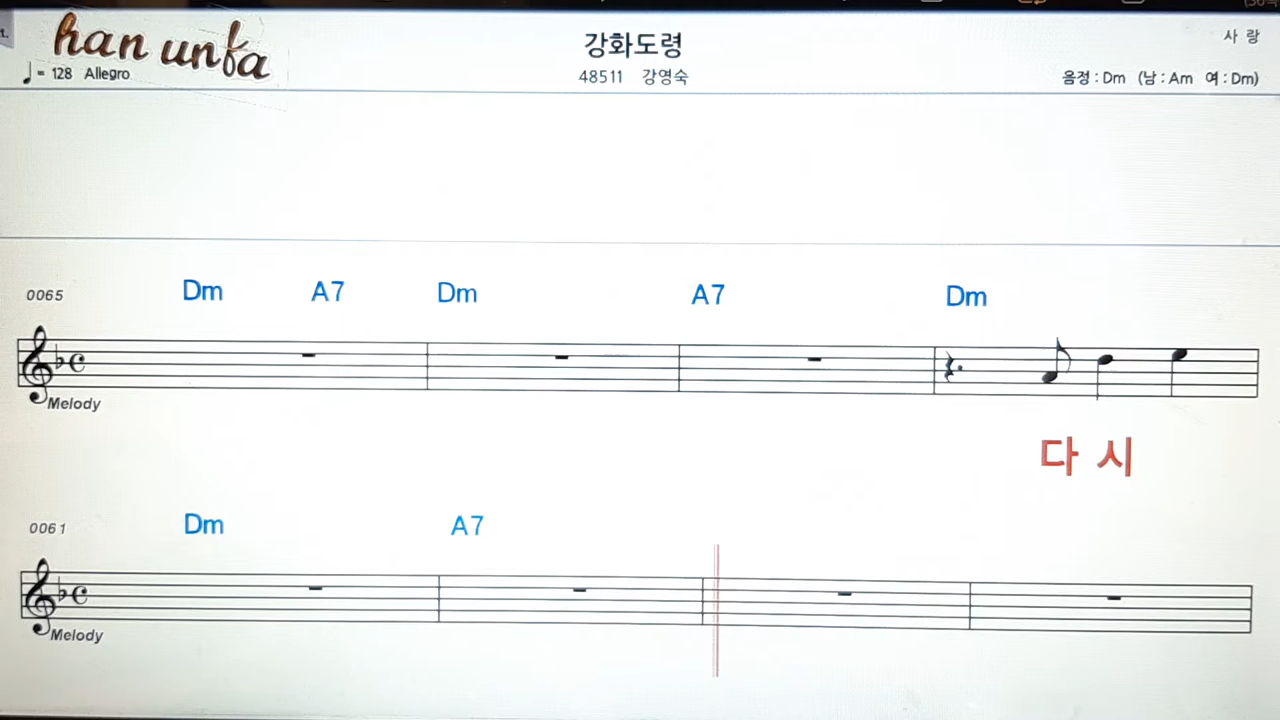 t.
han unfa
♩ = 128 Allegro
강화도령
48511 강영숙
사 랑
음정 : Dm (남 : Am 여 : Dm)
0065 Dm A7 Dm A7 Dm
Melody
다 시
0061 Dm A7
Melody